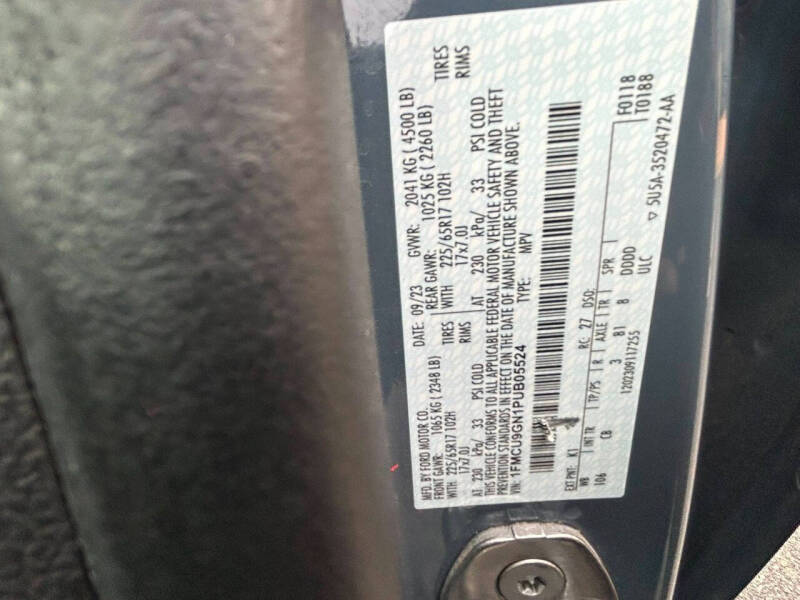 MFD. BY FORD MOTOR CO.
DATE: 09/23 GVWR: 2041 KG ( 4500 LB)
FRONT GAWR: 1065 KG ( 2348 LB) REAR GAWR: 1025 KG ( 2260 LB)
WITH 225/65R17 102H TIRES WITH 225/65R17 102H TIRES
17x7.0J RIMS 17x7.0J RIMS
AT 230 kPa/ 33 PSI COLD AT 230 kPa/ 33 PSI COLD
THIS VEHICLE CONFORMS TO ALL APPLICABLE FEDERAL MOTOR VEHICLE SAFETY AND THEFT
PREVENTION STANDARDS IN EFFECT ON THE DATE OF MANUFACTURE SHOWN ABOVE.
VIN: 1FMCU9GN1PUB05524 TYPE: MPV
F0118
T0188
EXT PNT: K1 RC: 27 DSO:
WB INT TR TP/PS R AXLE TR SPR
106 CB 3 81 B DDDD
1202309117255 ULC
▽ 5U5A-3520472-AA